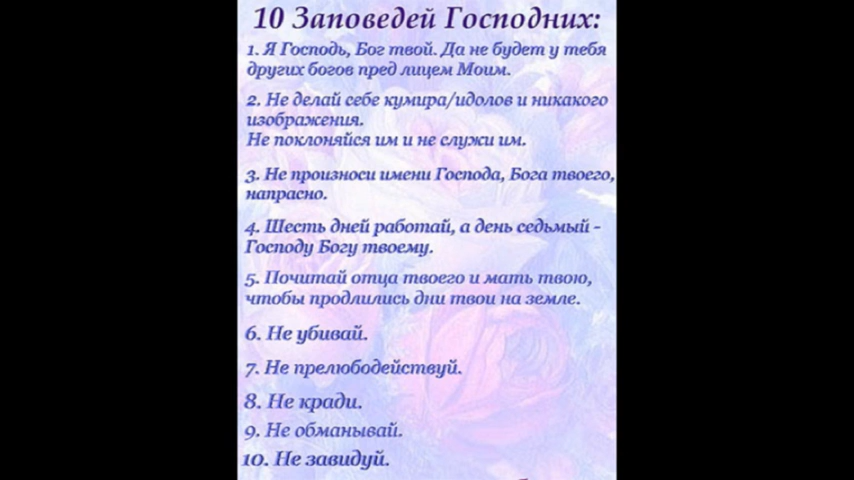 10 Заповедей Господних:
1. Я Господь, Бог твой. Да не будет у тебя
других богов пред лицем Моим.
2. Не делай себе кумира/идолов и никакого
изображения.
Не поклоняйся им и не служи им.
3. Не произноси имени Господа, Бога твоего,
напрасно.
4. Шесть дней работай, а день седьмый -
Господу Богу твоему.
5. Почитай отца твоего и мать твою,
чтобы продлились дни твои на земле.
6. Не убивай.
7. Не прелюбодействуй.
8. Не кради.
9. Не обманывай.
10. Не завидуй.